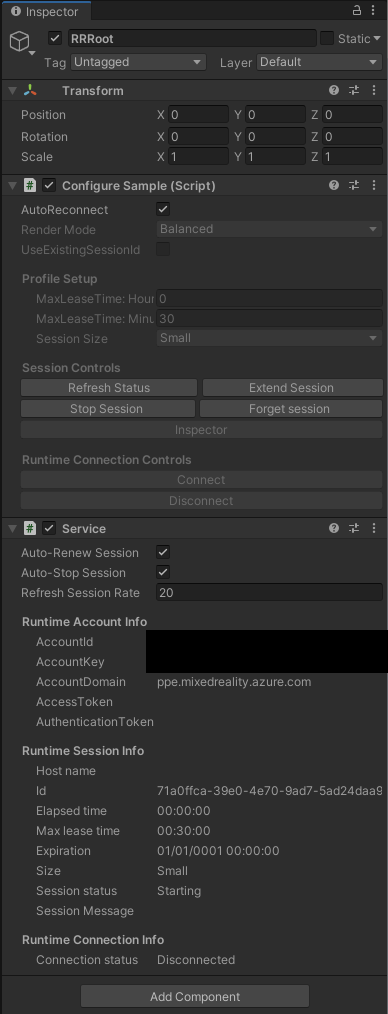 Inspector
RRRoot Static
Tag Untagged Layer Default
Transform
Position X 0 Y 0 Z 0
Rotation X 0 Y 0 Z 0
Scale X 1 Y 1 Z 1
Configure Sample (Script)
AutoReconnect
Render Mode Balanced
UseExistingSessionId
Profile Setup
MaxLeaseTime: Hour 0
MaxLeaseTime: Minu 30
Session Size Small
Session Controls
Refresh Status Extend Session
Stop Session Forget session
Inspector
Runtime Connection Controls
Connect
Disconnect
Service
Auto-Renew Session
Auto-Stop Session
Refresh Session Rate 20
Runtime Account Info
AccountId
AccountKey
AccountDomain ppe.mixedreality.azure.com
AccessToken
AuthenticationToken
Runtime Session Info
Host name
Id 71a0ffca-39e0-4e70-9ad7-5ad24daa9
Elapsed time 00:00:00
Max lease time 00:30:00
Expiration 01/01/0001 00:00:00
Size Small
Session status Starting
Session Message
Runtime Connection Info
Connection status Disconnected
Add Component